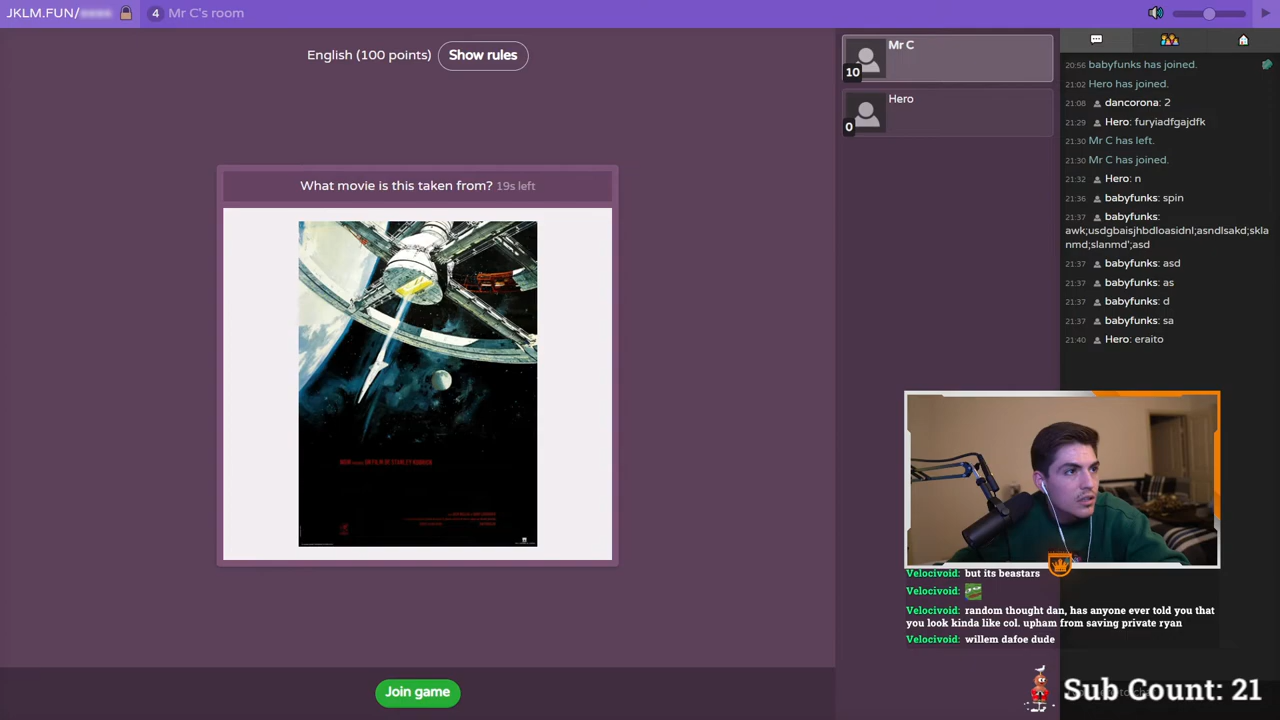 JKLM.FUN/
4 Mr C's room
English (100 points) Show rules
What movie is this taken from? 19s left
UN FILM DE STANLEY KUBRICK
Join game
Mr C
10
Hero
0
20:56 babyfunks has joined.
21:02 Hero has joined.
21:08 dancorona: 2
21:29 Hero: furyiadfgajdfk
21:30 Mr C has left.
21:30 Mr C has joined.
21:32 Hero: n
21:36 babyfunks: spin
21:37 babyfunks:
awk;usdgbaisjhbdloasidnl;asndlsakd;skla
nmd;slanmd';asd
21:37 babyfunks: asd
21:37 babyfunks: as
21:37 babyfunks: d
21:37 babyfunks: sa
21:40 Hero: eraito
Velocivoid: but its beastars
Velocivoid:
Velocivoid: random thought dan, has anyone ever told you that
you look kinda like col. upham from saving private ryan
Velocivoid: willem dafoe dude
Sub Count: 21